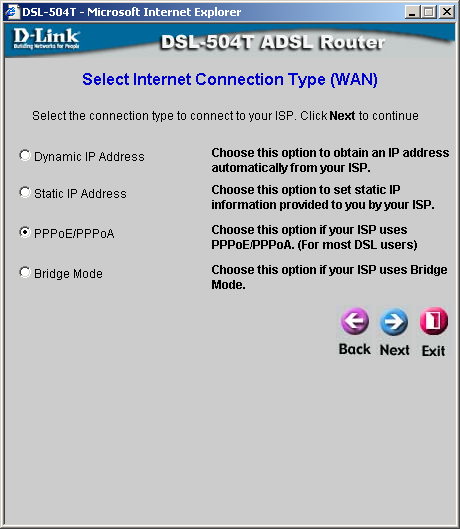 DSL-504T - Microsoft Internet Explorer
D-Link
Building Networks for People
DSL-504T ADSL Router
Select Internet Connection Type (WAN)
Select the connection type to connect to your ISP. Click Next to continue
Dynamic IP Address
Choose this option to obtain an IP address
automatically from your ISP.
Static IP Address
Choose this option to set static IP
information provided to you by your ISP.
PPPoE/PPPoA
Choose this option if your ISP uses
PPPoE/PPPoA. (For most DSL users)
Bridge Mode
Choose this option if your ISP uses Bridge
Mode.
Back Next Exit